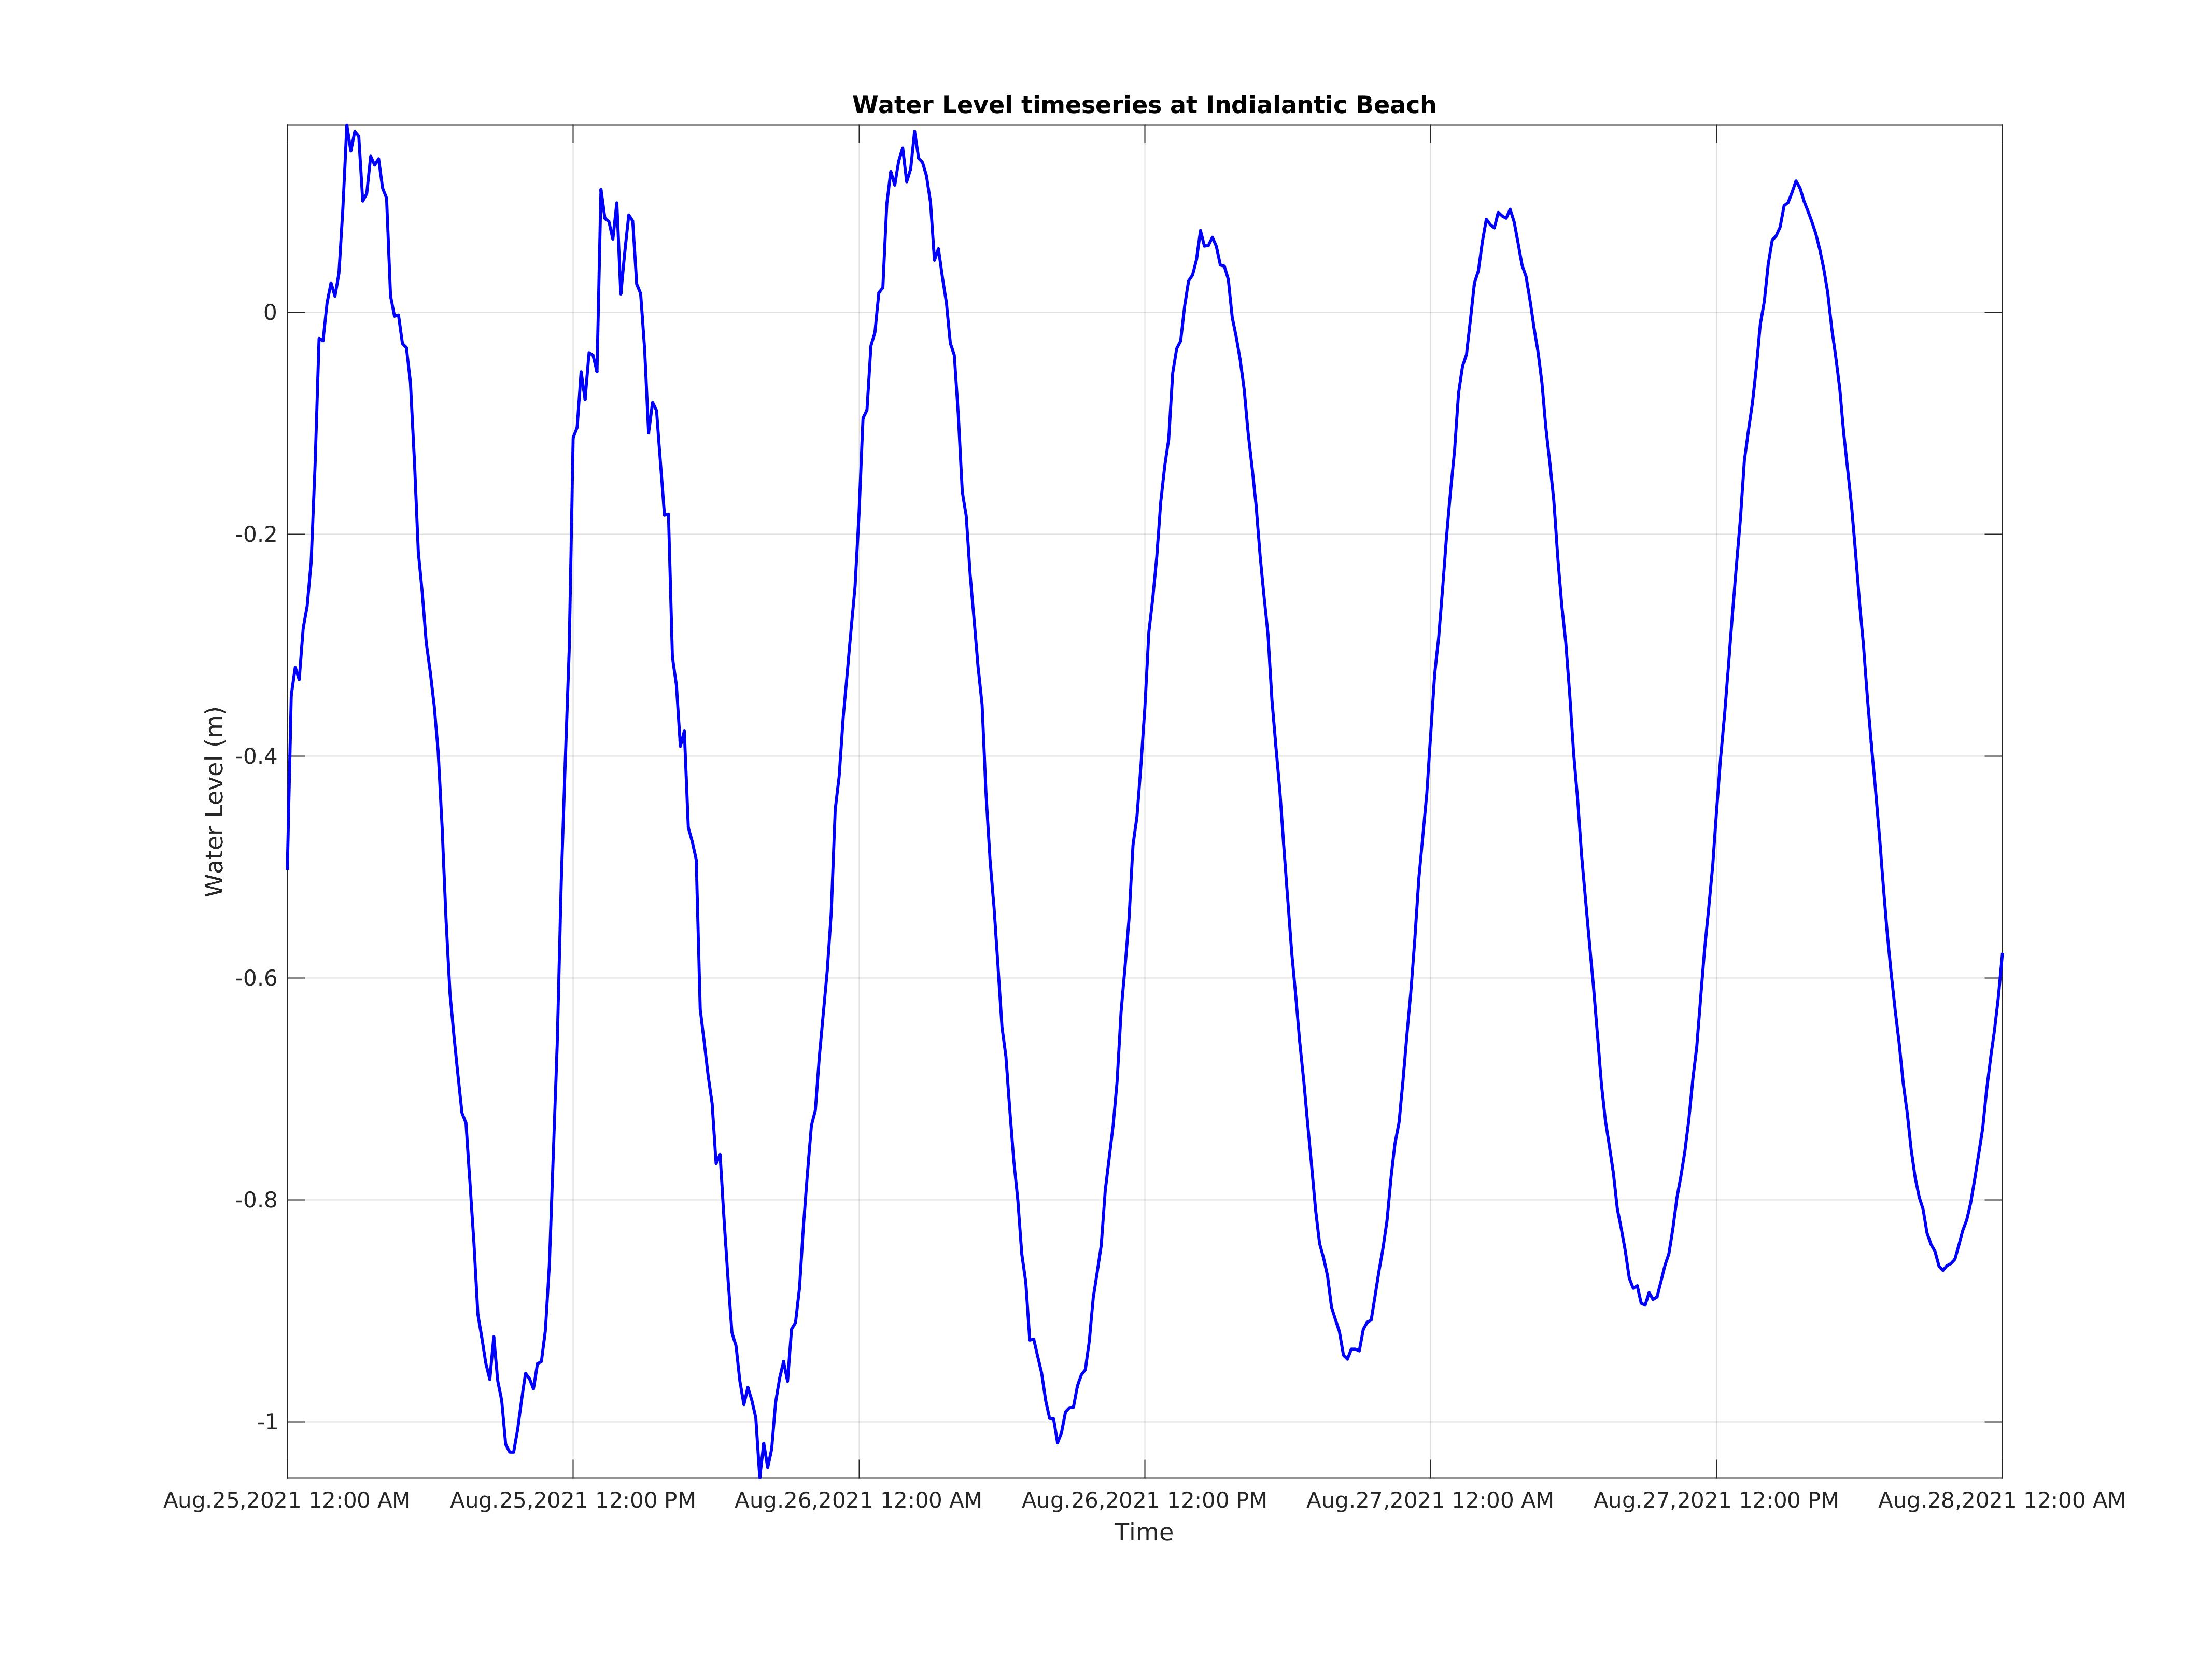 Water Level timeseries at Indialantic Beach
0
-0.2
-0.4
-0.6
-0.8
-1
Water Level (m)
Aug.25,2021 12:00 AM
Aug.25,2021 12:00 PM
Aug.26,2021 12:00 AM
Aug.26,2021 12:00 PM
Aug.27,2021 12:00 AM
Aug.27,2021 12:00 PM
Aug.28,2021 12:00 AM
Time